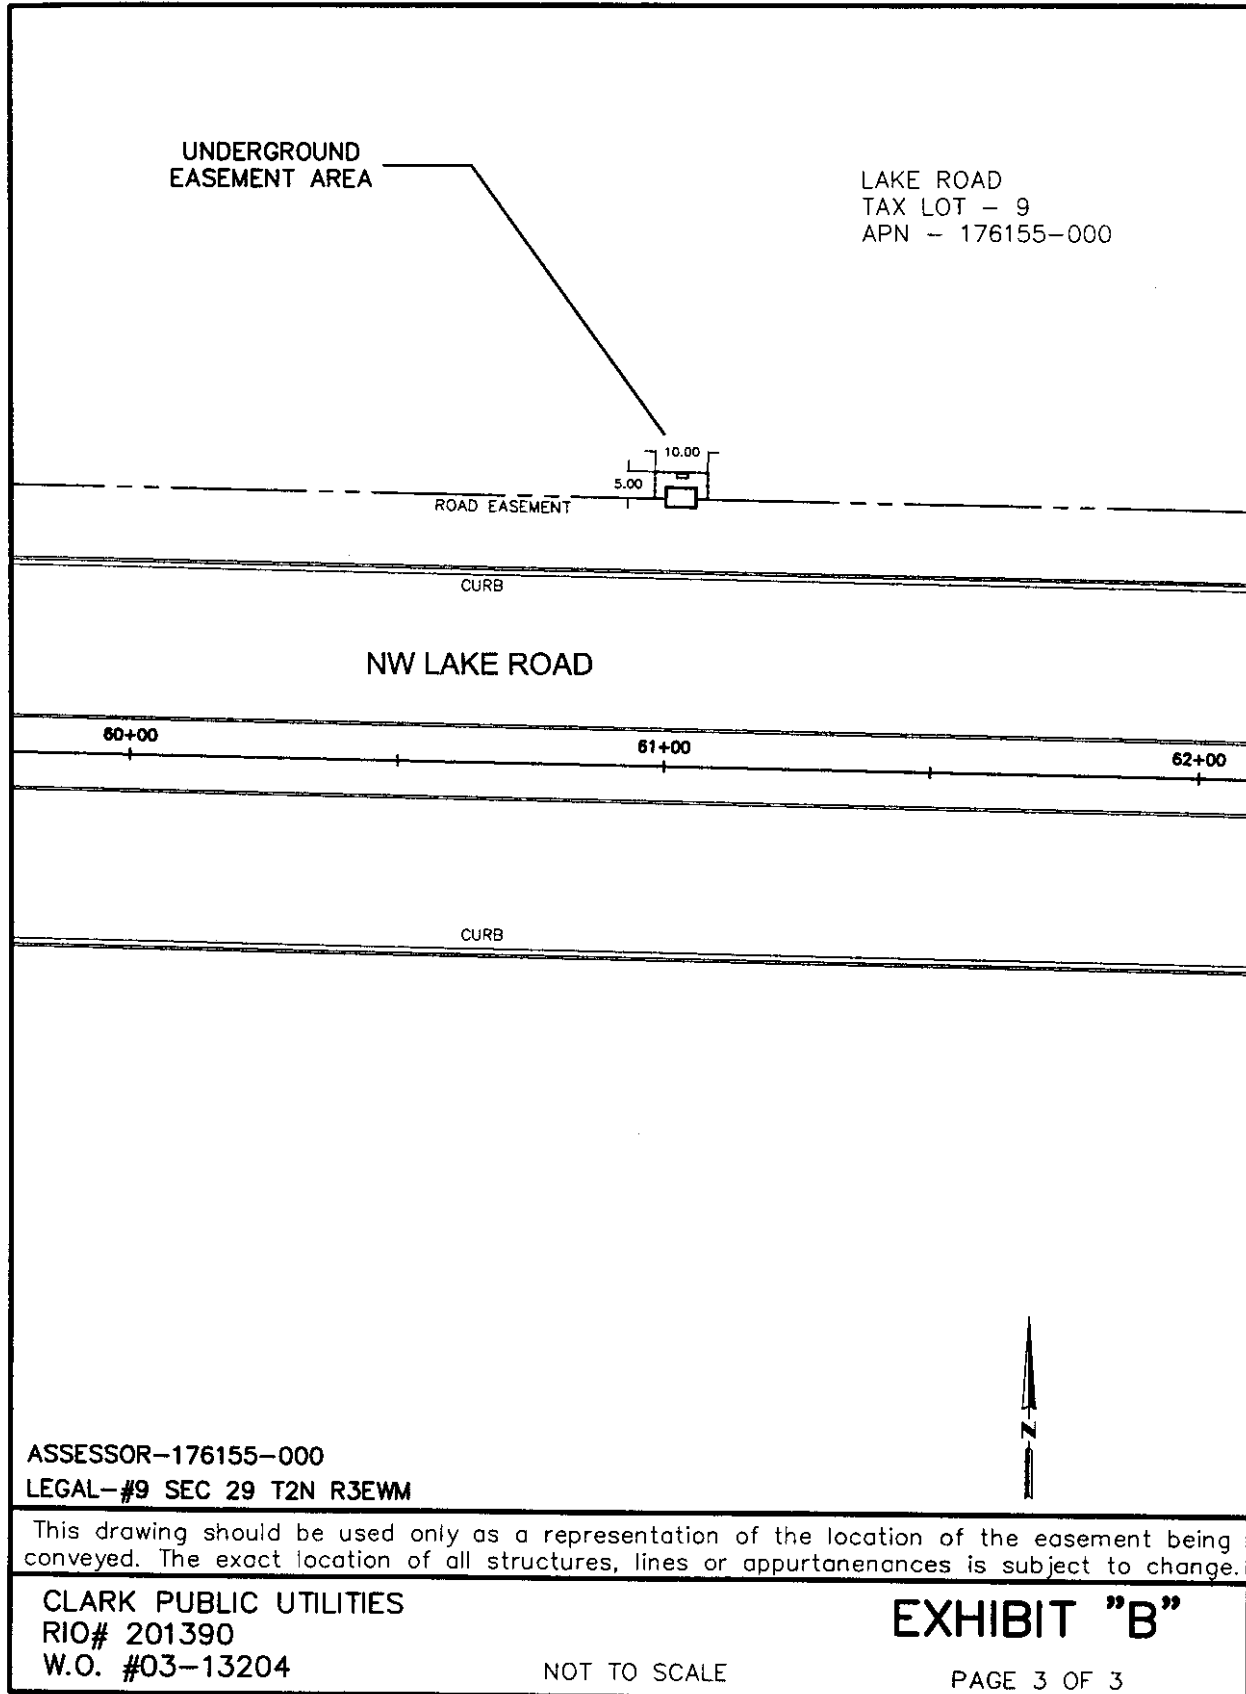 UNDERGROUND
EASEMENT AREA
LAKE ROAD
TAX LOT - 9
APN - 176155-000
10.00
5.00
ROAD EASEMENT
CURB
NW LAKE ROAD
60+00
61+00
62+00
CURB
N
ASSESSOR-176155-000
LEGAL-#9 SEC 29 T2N R3EWM
This drawing should be used only as a representation of the location of the easement being
conveyed. The exact location of all structures, lines or appurtanenances is subject to change.
CLARK PUBLIC UTILITIES
RIO# 201390
W.O. #03-13204
NOT TO SCALE
EXHIBIT "B"
PAGE 3 OF 3